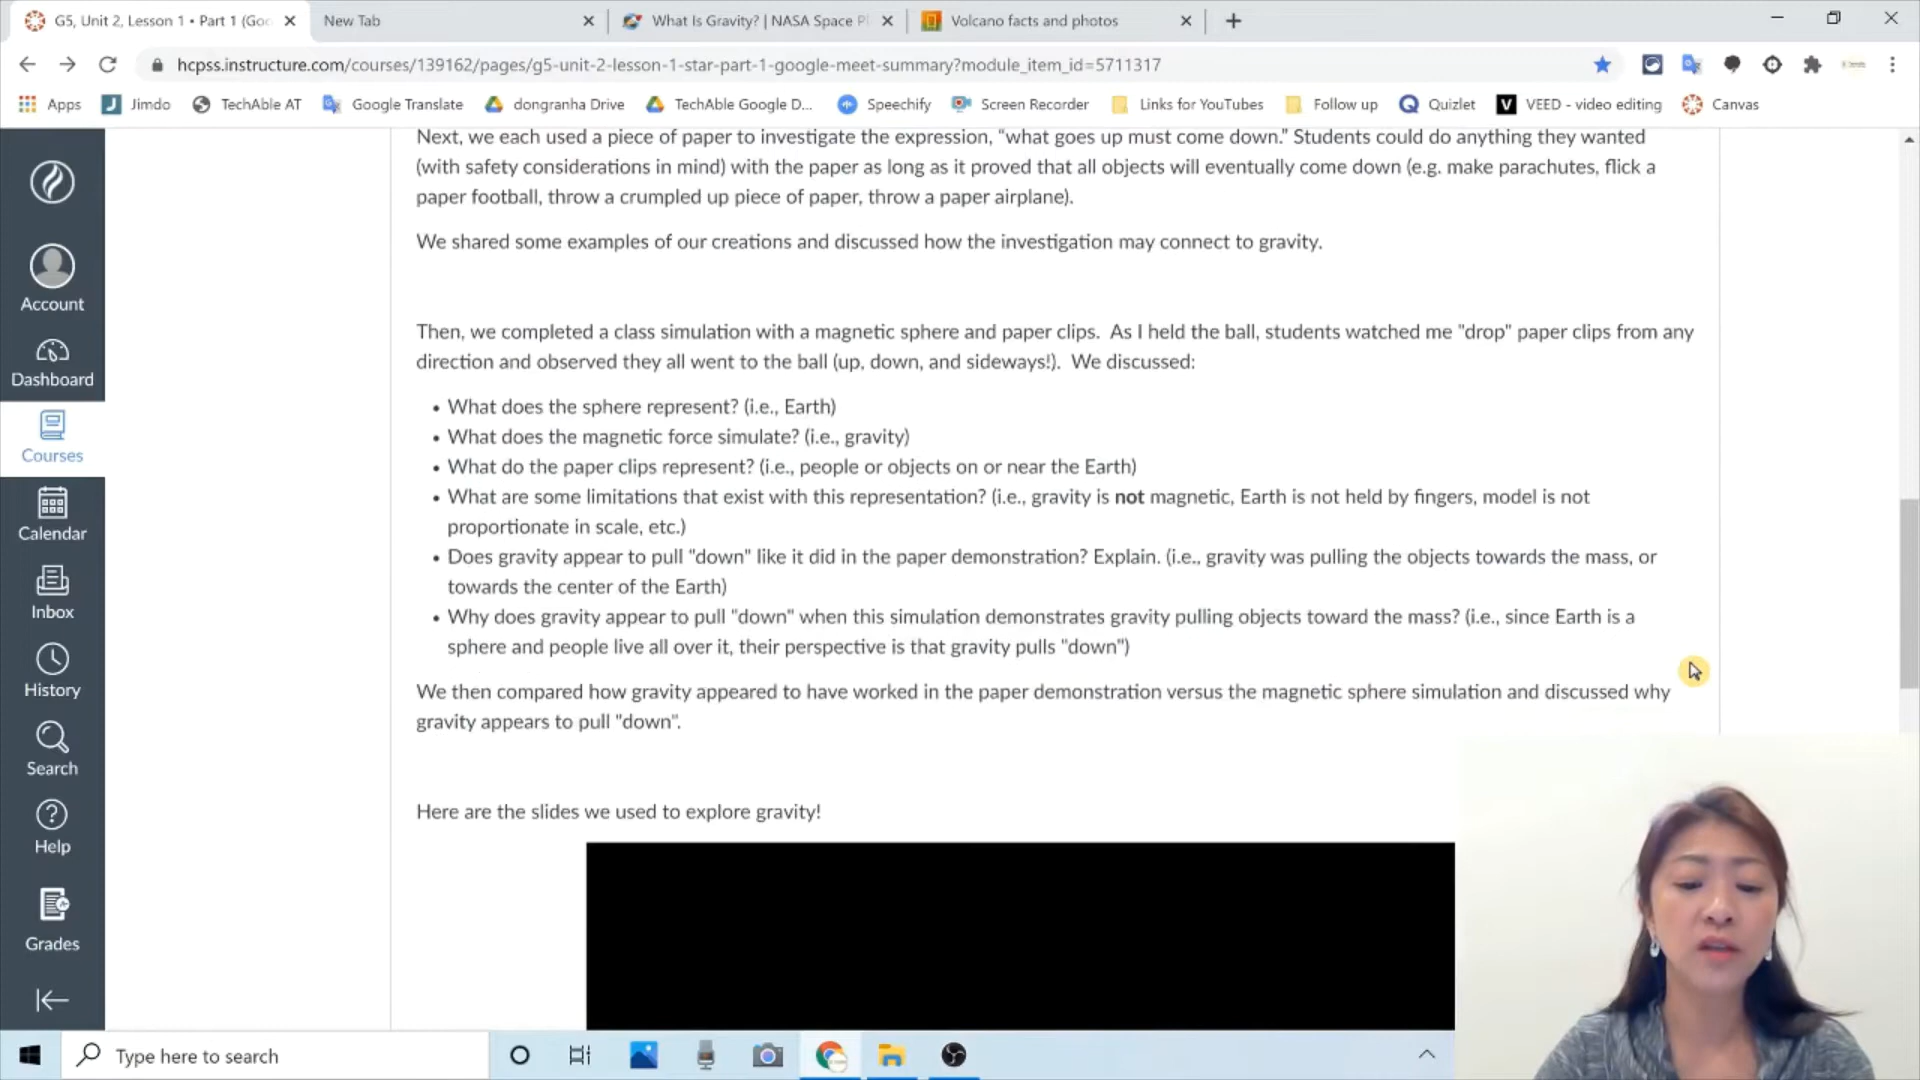 G5, Unit 2, Lesson 1 • Part 1 (Goo
New Tab
What Is Gravity? | NASA Space Pl
Volcano facts and photos
hcpss.instructure.com/courses/139162/pages/g5-unit-2-lesson-1-star-part-1-google-meet-summary?module_item_id=5711317
Apps
Jimdo
TechAble AT
Google Translate
dongranha Drive
TechAble Google D...
Speechify
Screen Recorder
Links for YouTubes
Follow up
Quizlet
VEED - video editing
Canvas
Account
Dashboard
Courses
Calendar
Inbox
History
Search
Help
Grades
Next, we each used a piece of paper to investigate the expression, “what goes up must come down.” Students could do anything they wanted
(with safety considerations in mind) with the paper as long as it proved that all objects will eventually come down (e.g. make parachutes, flick a
paper football, throw a crumpled up piece of paper, throw a paper airplane).
We shared some examples of our creations and discussed how the investigation may connect to gravity.
Then, we completed a class simulation with a magnetic sphere and paper clips. As I held the ball, students watched me "drop" paper clips from any
direction and observed they all went to the ball (up, down, and sideways!). We discussed:
• What does the sphere represent? (i.e., Earth)
• What does the magnetic force simulate? (i.e., gravity)
• What do the paper clips represent? (i.e., people or objects on or near the Earth)
• What are some limitations that exist with this representation? (i.e., gravity is not magnetic, Earth is not held by fingers, model is not
proportionate in scale, etc.)
• Does gravity appear to pull "down" like it did in the paper demonstration? Explain. (i.e., gravity was pulling the objects towards the mass, or
towards the center of the Earth)
• Why does gravity appear to pull "down" when this simulation demonstrates gravity pulling objects toward the mass? (i.e., since Earth is a
sphere and people live all over it, their perspective is that gravity pulls "down")
We then compared how gravity appeared to have worked in the paper demonstration versus the magnetic sphere simulation and discussed why
gravity appears to pull "down".
Here are the slides we used to explore gravity!
Type here to search